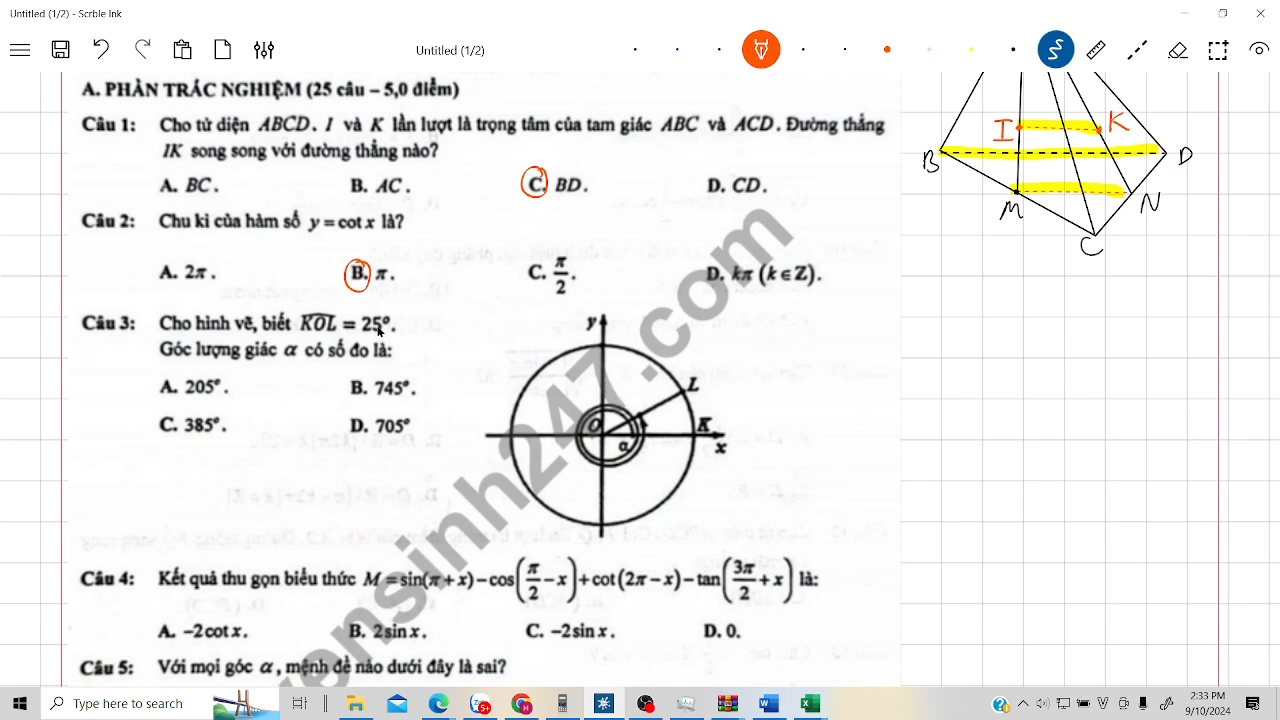 Untitled (1/2) - Scrble Ink
Untitled (1/2)
A. PHẦN TRẮC NGHIỆM (25 câu – 5,0 điểm)
Câu 1: Cho tứ diện ABCD. I và K lần lượt là trọng tâm của tam giác ABC và ACD. Đường thẳng
IK song song với đường thẳng nào?
A. BC. B. AC. C. BD. D. CD.
Câu 2: Chu kì của hàm số y = cot x là?
A. 2π. B. π. C. π/2. D. kπ (k ∈ Z).
Câu 3: Cho hình vẽ, biết \widehat{KOL} = 25°.
Góc lượng giác α có số đo là:
A. 205°. B. 745°.
C. 385°. D. 705°
y
L
O
K
α
x
Câu 4: Kết quả thu gọn biểu thức M = sin(π + x) − cos(π/2 − x) + cot(2π − x) − tan(3π/2 + x) là:
A. −2cot x. B. 2sin x. C. −2sin x. D. 0.
Câu 5: Với mọi góc α, mệnh đề nào dưới đây là sai?
ensinh247.com
I
K
B
D
M
N
C
Type here to search
5+
ENG
2:33 PM
9/10/2024